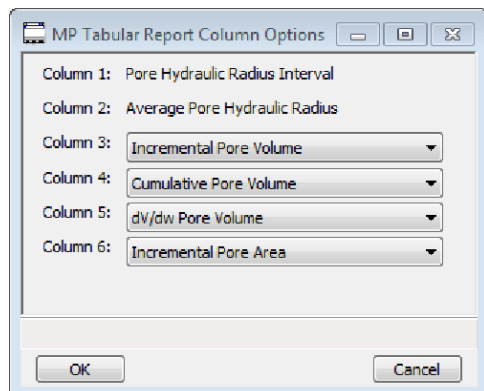 MP Tabular Report Column Options
Column 1: Pore Hydraulic Radius Interval
Column 2: Average Pore Hydraulic Radius
Column 3: Incremental Pore Volume
Column 4: Cumulative Pore Volume
Column 5: dV/dw Pore Volume
Column 6: Incremental Pore Area
OK Cancel